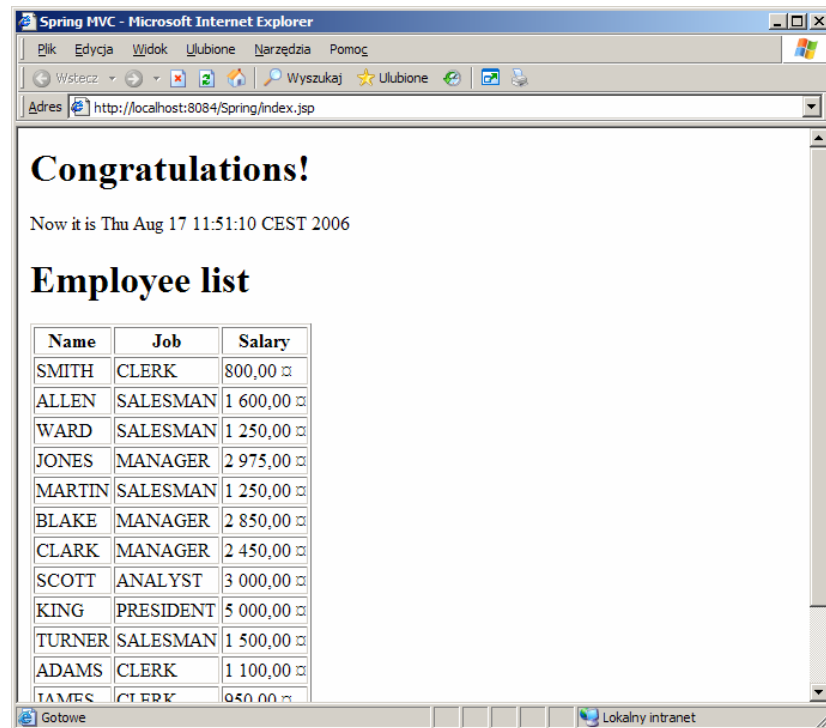 Spring MVC - Microsoft Internet Explorer
Plik Edycja Widok Ulubione Narzędzia Pomoc
Wstecz Wyszukaj Ulubione
Adres http://localhost:8084/Spring/index.jsp
Congratulations!
Now it is Thu Aug 17 11:51:10 CEST 2006
Employee list
Name Job Salary
SMITH CLERK 800,00 ¤
ALLEN SALESMAN 1 600,00 ¤
WARD SALESMAN 1 250,00 ¤
JONES MANAGER 2 975,00 ¤
MARTIN SALESMAN 1 250,00 ¤
BLAKE MANAGER 2 850,00 ¤
CLARK MANAGER 2 450,00 ¤
SCOTT ANALYST 3 000,00 ¤
KING PRESIDENT 5 000,00 ¤
TURNER SALESMAN 1 500,00 ¤
ADAMS CLERK 1 100,00 ¤
JAMES CLERK 950,00 ¤
Gotowe Lokalny intranet